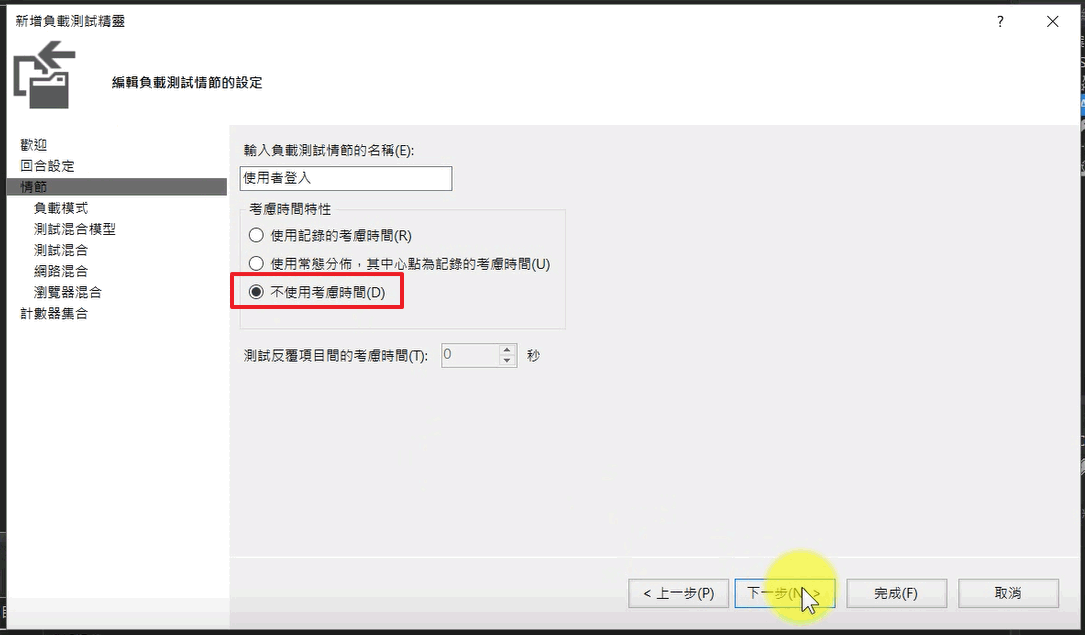 新增負載測試精靈
?
編輯負載測試情節的設定
歡迎
回合設定
情節
負載模式
測試混合模型
測試混合
網路混合
瀏覽器混合
計數器集合
輸入負載測試情節的名稱(E):
使用者登入
考慮時間特性
使用記錄的考慮時間(R)
使用常態分佈，其中心點為記錄的考慮時間(U)
不使用考慮時間(D)
測試反覆項目間的考慮時間(T): 0 秒
< 上一步(P) 下一步(N) > 完成(F) 取消